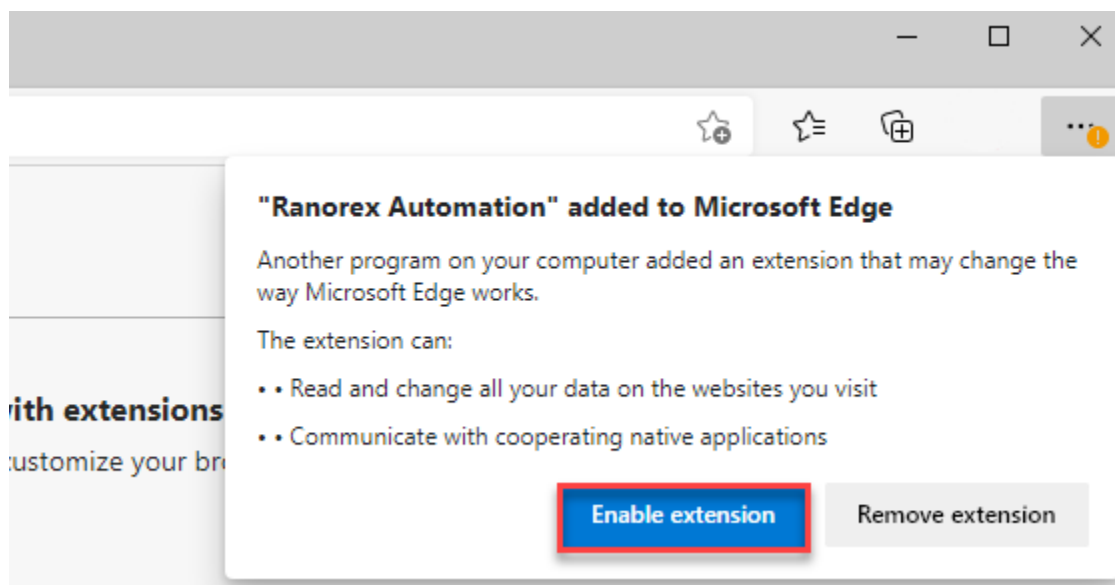 "Ranorex Automation" added to Microsoft Edge
Another program on your computer added an extension that may change the
way Microsoft Edge works.
The extension can:
• • Read and change all your data on the websites you visit
• • Communicate with cooperating native applications
Enable extension
Remove extension
ith extensions
ustomize your br